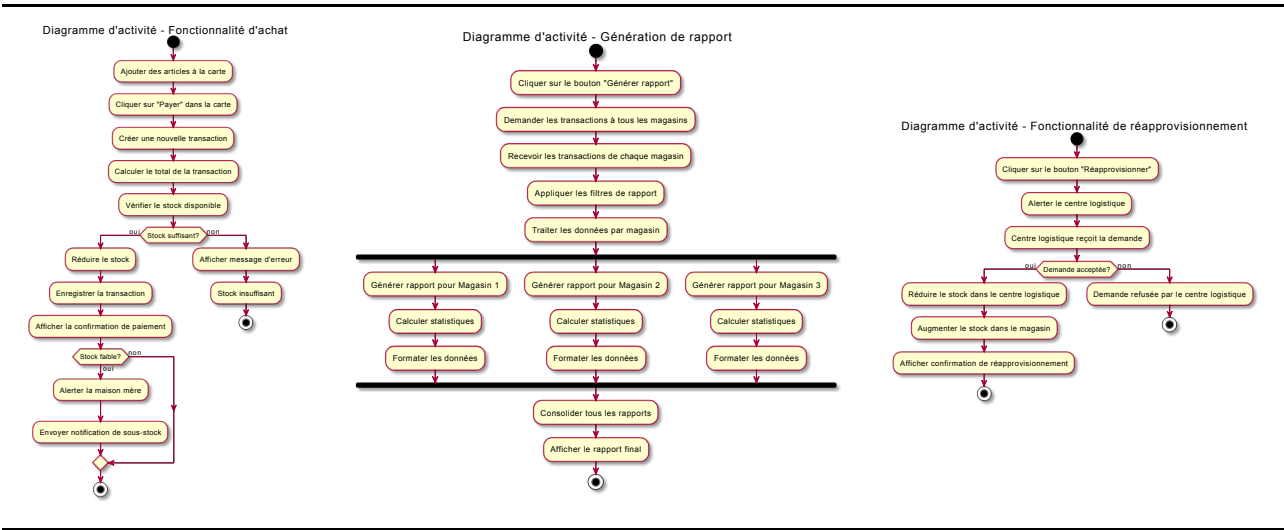 Diagramme d'activité - Fonctionnalité d'achat
Ajouter des articles à la carte
Cliquer sur "Payer" dans la carte
Créer une nouvelle transaction
Calculer le total de la transaction
Vérifier le stock disponible
oui
Stock suffisant?
non
Réduire le stock
Afficher message d'erreur
Enregistrer la transaction
Stock insuffisant
Afficher la confirmation de paiement
Stock faible?
non
oui
Alerter la maison mère
Envoyer notification de sous-stock
Diagramme d'activité - Génération de rapport
Cliquer sur le bouton "Générer rapport"
Demander les transactions à tous les magasins
Recevoir les transactions de chaque magasin
Appliquer les filtres de rapport
Traiter les données par magasin
Générer rapport pour Magasin 1
Générer rapport pour Magasin 2
Générer rapport pour Magasin 3
Calculer statistiques
Calculer statistiques
Calculer statistiques
Formater les données
Formater les données
Formater les données
Consolider tous les rapports
Afficher le rapport final
Diagramme d'activité - Fonctionnalité de réapprovisionnement
Cliquer sur le bouton "Réapprovisionner"
Alerter le centre logistique
Centre logistique reçoit la demande
oui
Demande acceptée?
non
Réduire le stock dans le centre logistique
Demande refusée par le centre logistique
Augmenter le stock dans le magasin
Afficher confirmation de réapprovisionnement